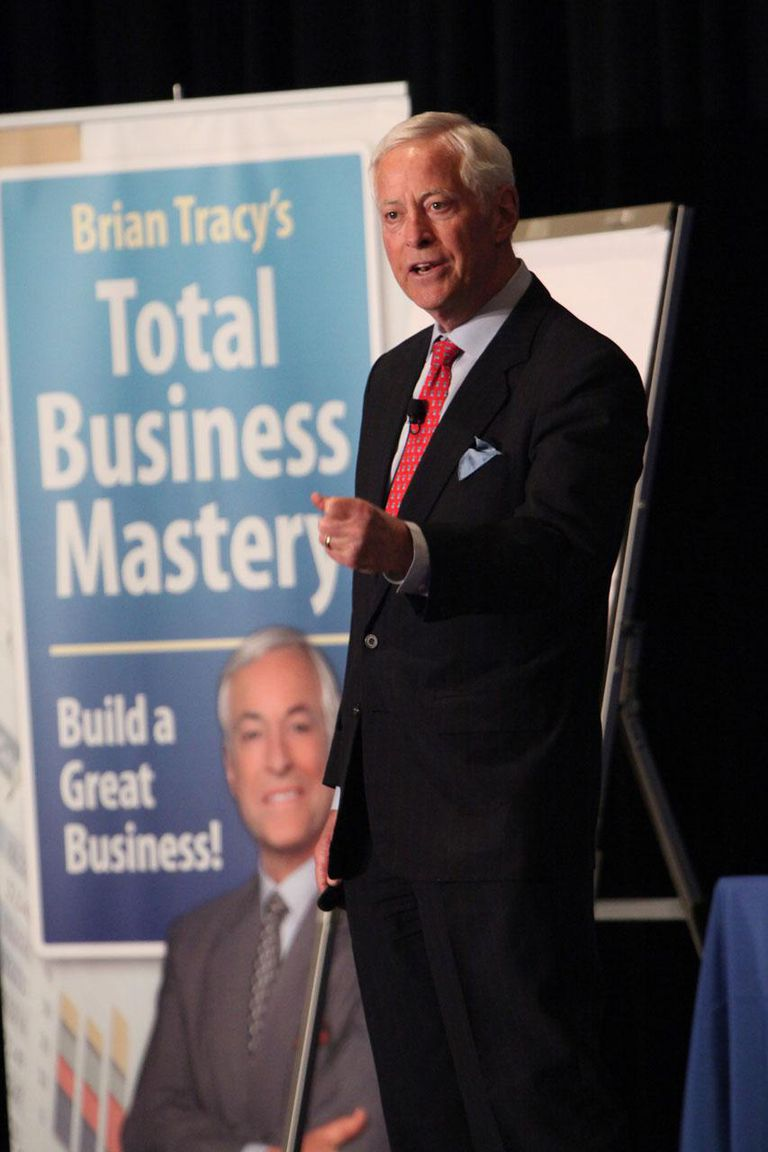 Brian Tracy's
Total
Business
Mastery
Build a
Great
Business!